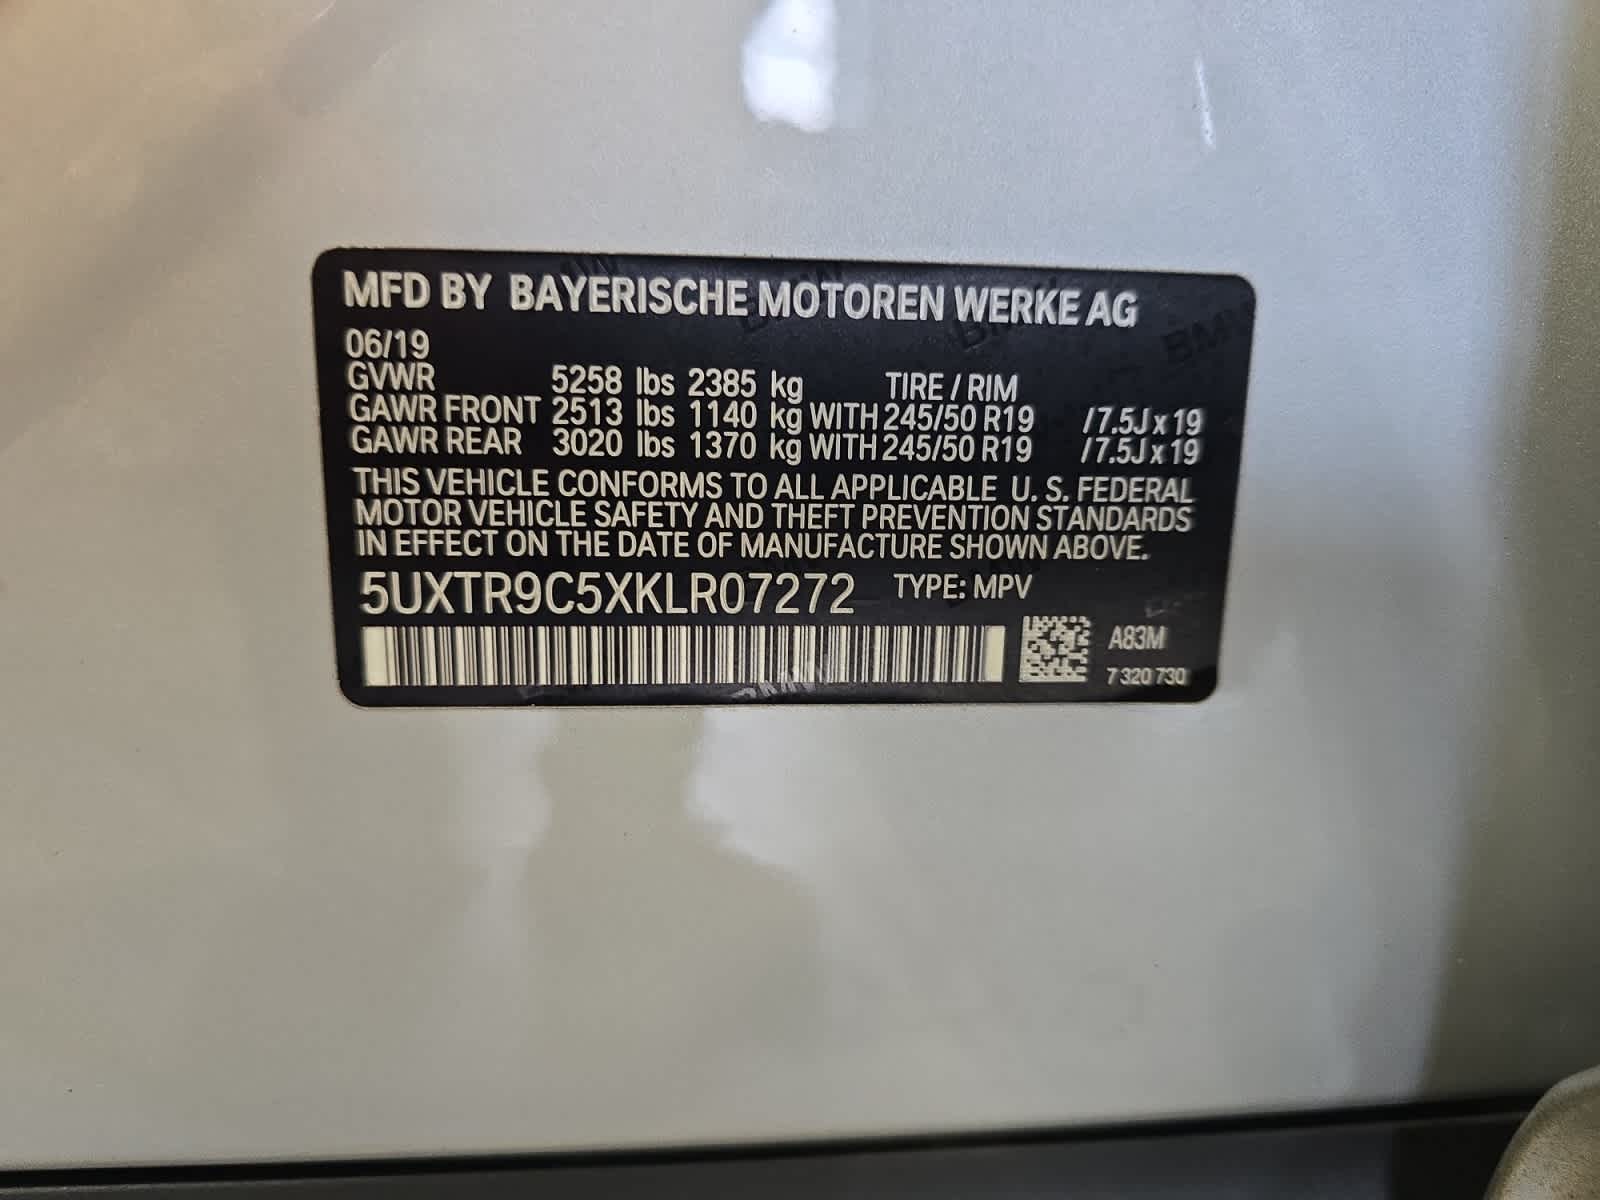 MFD BY BAYERISCHE MOTOREN WERKE AG
06/19
GVWR 5258 lbs 2385 kg TIRE / RIM
GAWR FRONT 2513 lbs 1140 kg WITH 245/50 R19 /7.5J x 19
GAWR REAR 3020 lbs 1370 kg WITH 245/50 R19 /7.5J x 19
THIS VEHICLE CONFORMS TO ALL APPLICABLE U. S. FEDERAL
MOTOR VEHICLE SAFETY AND THEFT PREVENTION STANDARDS
IN EFFECT ON THE DATE OF MANUFACTURE SHOWN ABOVE.
5UXTR9C5XKLR07272 TYPE: MPV
A83M
7 320 730